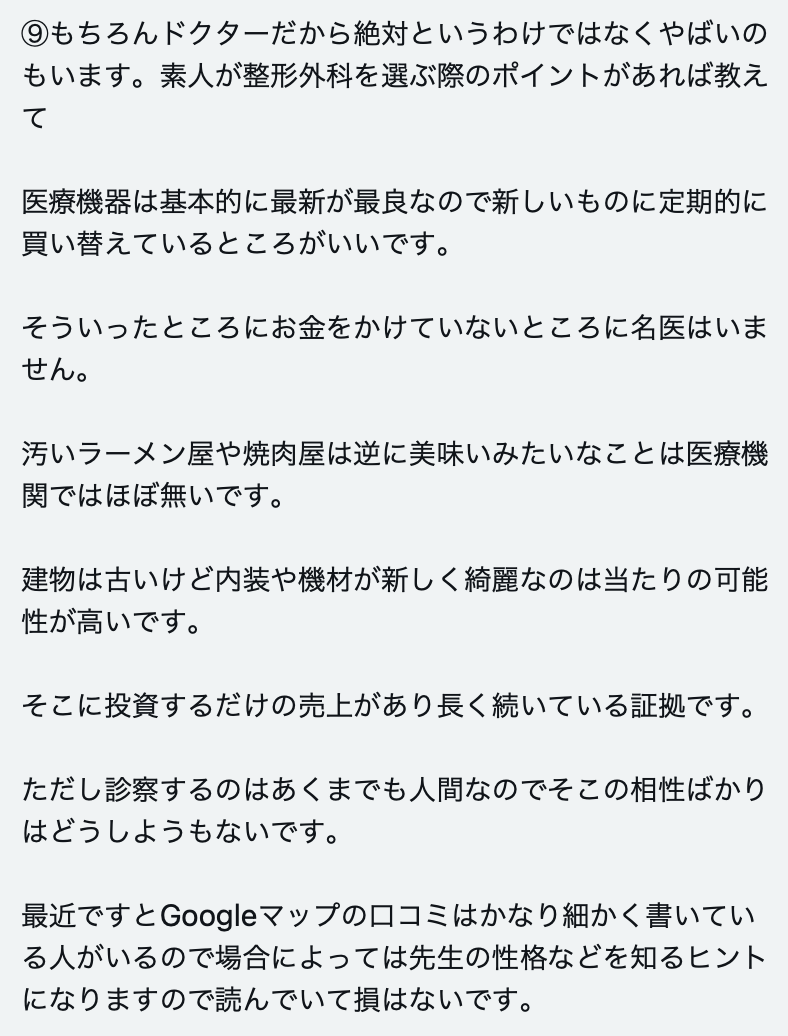 ⑨もちろんドクターだから絶対というわけではなくやばいの
もいます。素人が整形外科を選ぶ際のポイントがあれば教え
て
医療機器は基本的に最新が最良なので新しいものに定期的に
買い替えているところがいいです。
そういったところにお金をかけていないところに名医はいま
せん。
汚いラーメン屋や焼肉屋は逆に美味いみたいなことは医療機
関ではほぼ無いです。
建物は古いけど内装や機材が新しく綺麗なのは当たりの可能
性が高いです。
そこに投資するだけの売上があり長く続いている証拠です。
ただし診察するのはあくまでも人間なのでそこの相性ばかり
はどうしようもないです。
最近ですとGoogleマップの口コミはかなり細かく書いてい
る人がいるので場合によっては先生の性格などを知るヒント
になりますので読んでいて損はないです。